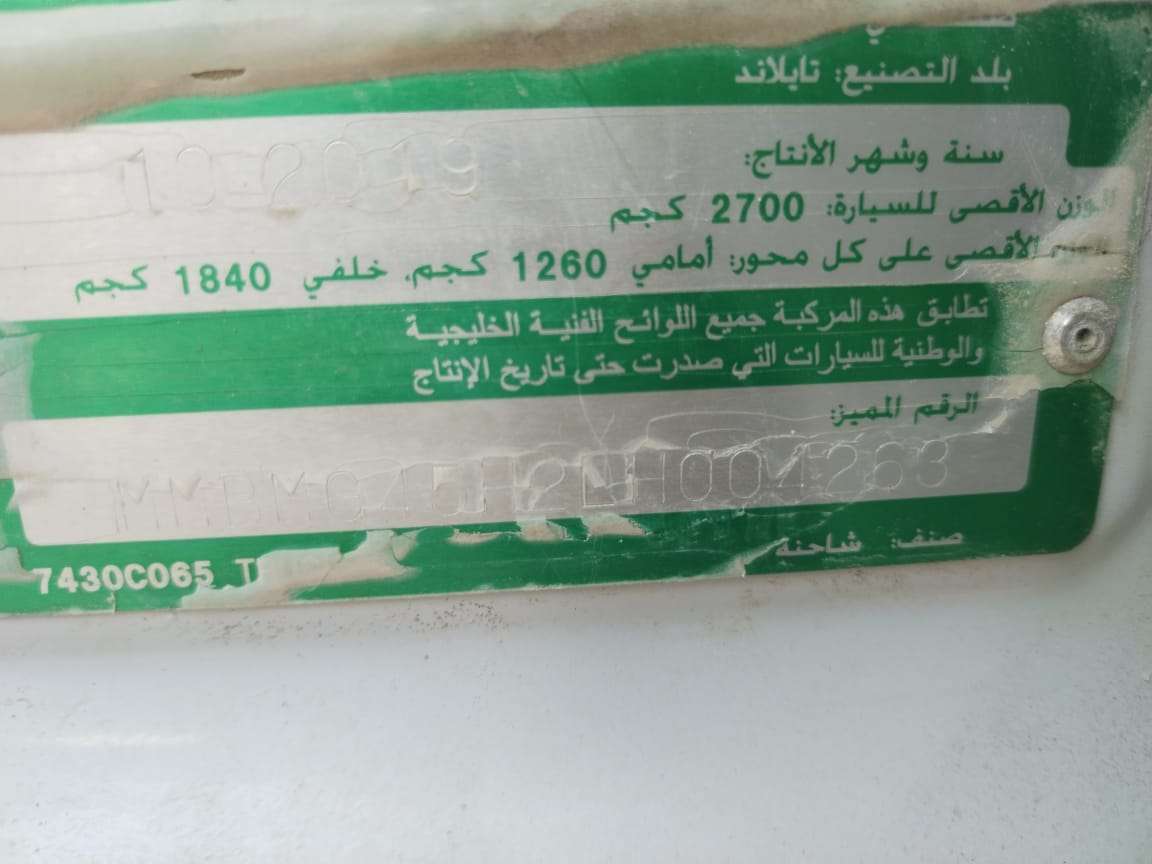 بلد التصنيع: تايلاند
سنة وشهر الأنتاج: 10-2019
الوزن الأقصى للسيارة: 2700 كجم
الأقصى على كل محور: أمامي 1260 كجم. خلفي 1840 كجم
تطابق هذه المركبة جميع اللوائح الفنية الخليجية
والوطنية للسيارات التي صدرت حتى تاريخ الإنتاج
الرقم المميز:
صنف: شاحنة
7430C065 T